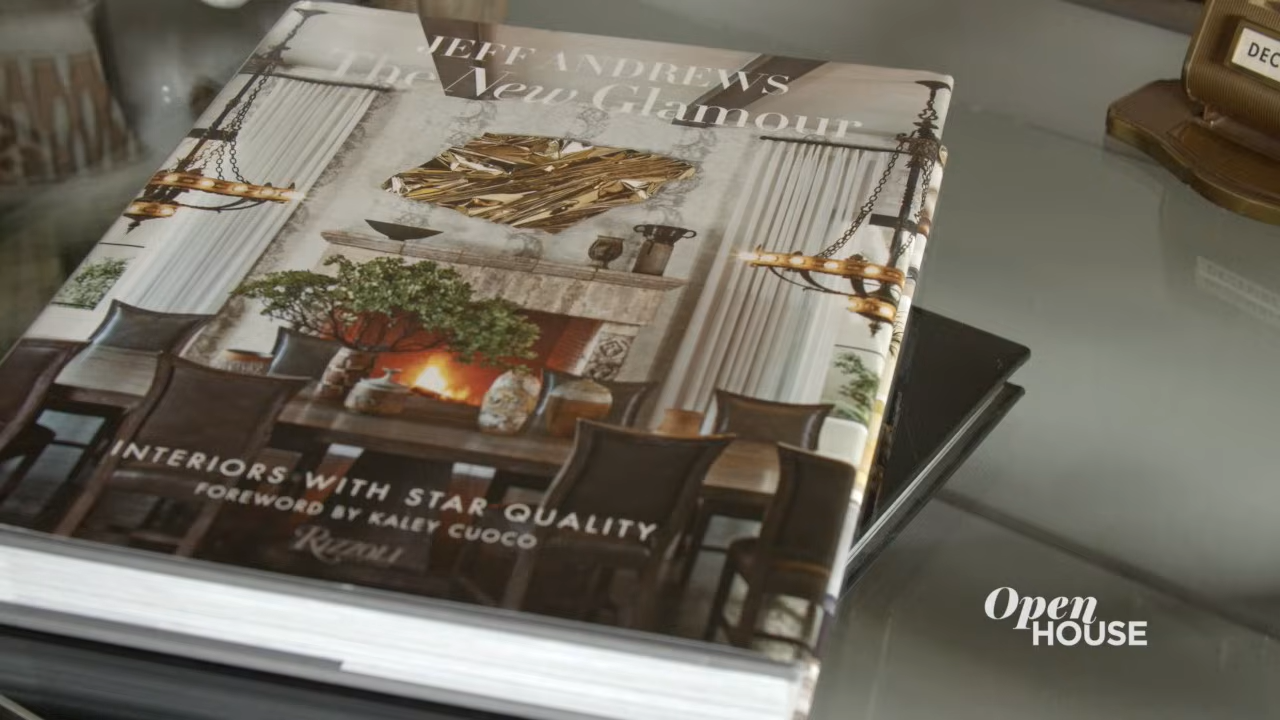 JEFF ANDREWS
The New Glamour
INTERIORS WITH STAR QUALITY
FOREWORD BY KALEY CUOCO
RIZZOLI
DEC
Open
HOUSE